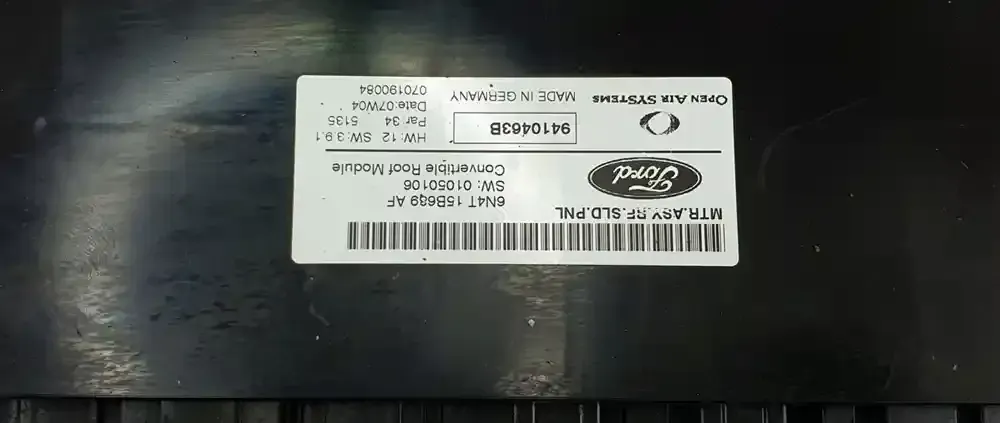 MTR.ASY.RF.SLD.PNL
Ford
6N4T 15B689 AF
SW: 01050106
Convertible Roof Module
OPEN AIR SYSTEMS
9410463B
MADE IN GERMANY
HW: 12 SW:3.9.1
Par 34 5135
Date:07W04
070190084